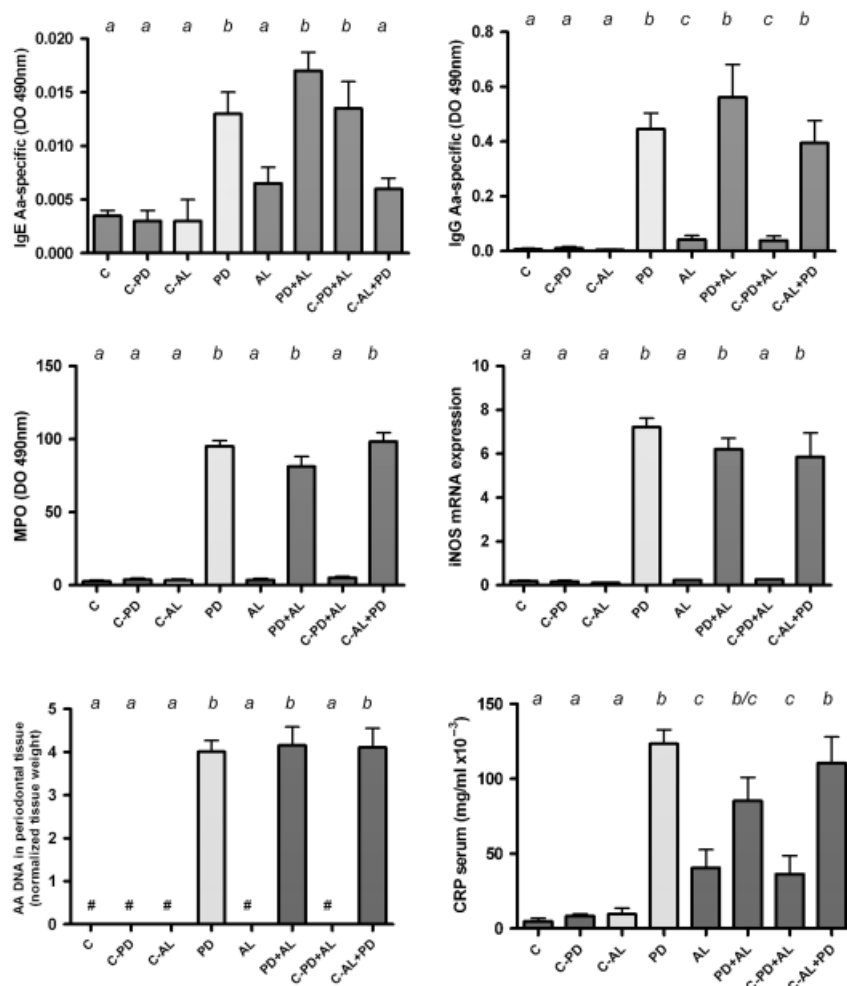 a a a b a b b a
IgE Aa-specific (DO 490nm)
0.020
0.015
0.010
0.005
0.000
C C-PD C-AL PD AL PD+AL C-PD+AL C-AL+PD
a a a b c b c b
IgG Aa-specific (DO 490nm)
0.8
0.6
0.4
0.2
0.0
C C-PD C-AL PD AL PD+AL C-PD+AL C-AL+PD
a a a b a b a b
MPO (DO 490nm)
150
100
50
0
C C-PD C-AL PD AL PD+AL C-PD+AL C-AL+PD
a a a b a b a b
iNOS mRNA expression
10
8
6
4
2
0
C C-PD C-AL PD AL PD+AL C-PD+AL C-AL+PD
a a a b a b a b
AA DNA in periodontal tissue
(normalized tissue weight)
5
4
3
2
1
0
# # # # #
C C-PD C-AL PD AL PD+AL C-PD+AL C-AL+PD
a a a b c b/c c b
CRP serum (mg/ml x10⁻³)
150
100
50
0
C C-PD C-AL PD AL PD+AL C-PD+AL C-AL+PD